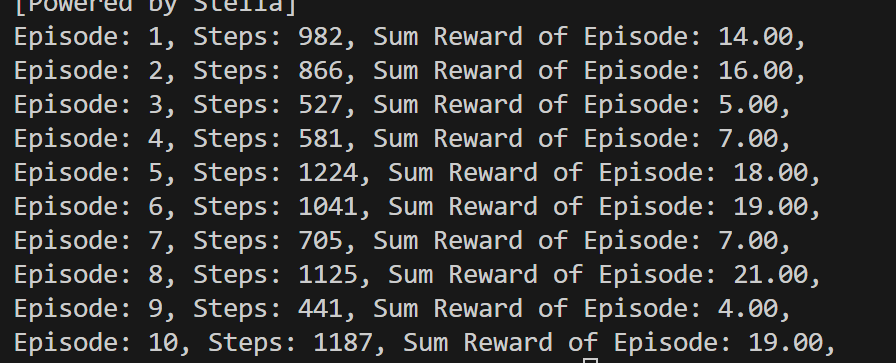 [Powered by Stella]
Episode: 1, Steps: 982, Sum Reward of Episode: 14.00,
Episode: 2, Steps: 866, Sum Reward of Episode: 16.00,
Episode: 3, Steps: 527, Sum Reward of Episode: 5.00,
Episode: 4, Steps: 581, Sum Reward of Episode: 7.00,
Episode: 5, Steps: 1224, Sum Reward of Episode: 18.00,
Episode: 6, Steps: 1041, Sum Reward of Episode: 19.00,
Episode: 7, Steps: 705, Sum Reward of Episode: 7.00,
Episode: 8, Steps: 1125, Sum Reward of Episode: 21.00,
Episode: 9, Steps: 441, Sum Reward of Episode: 4.00,
Episode: 10, Steps: 1187, Sum Reward of Episode: 19.00,